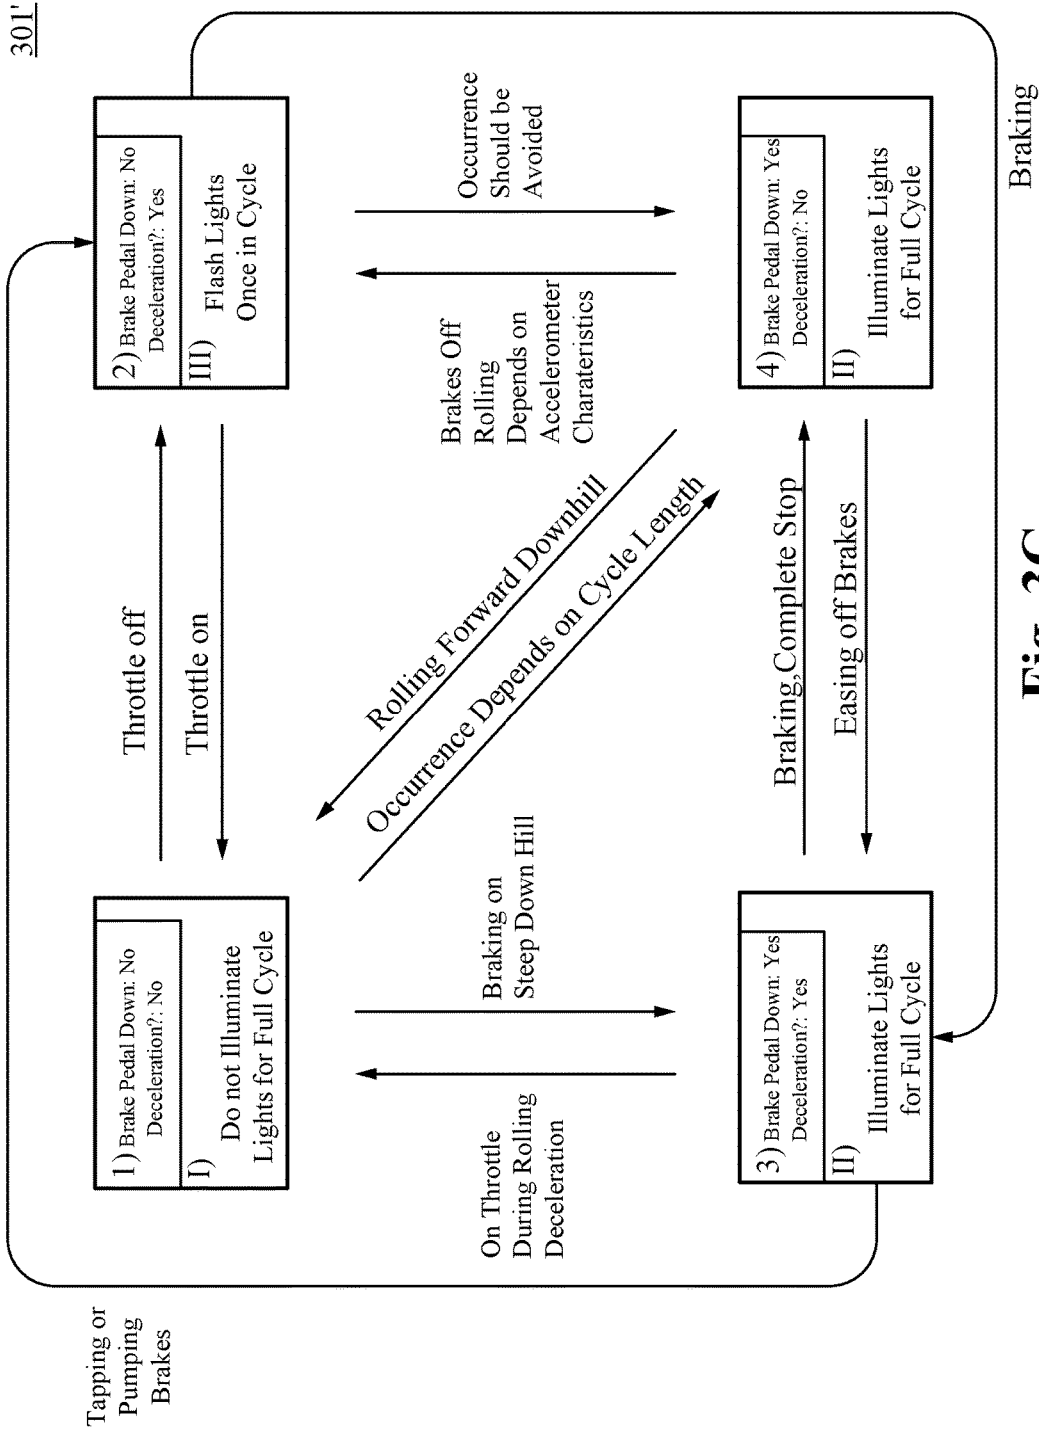 301'
Tapping or
Pumping
Brakes
1) Brake Pedal Down: No
Deceleration?: No
I)
Do not Illuminate
Lights for Full Cycle
Throttle off
Throttle on
2) Brake Pedal Down: No
Deceleration?: Yes
III)
Flash Lights
Once in Cycle
On Throttle
During Rolling
Deceleration
Braking on
Steep Down Hill
Rolling Forward Downhill
Occurrence Depends on Cycle Length
Brakes Off
Rolling
Depends on
Accelerometer
Charateristics
Occurrence
Should be
Avoided
3) Brake Pedal Down: Yes
Deceleration?: Yes
II)
Illuminate Lights
for Full Cycle
Braking,Complete Stop
Easing off Brakes
4) Brake Pedal Down: Yes
Deceleration?: No
II)
Illuminate Lights
for Full Cycle
Braking
Fig. 3C